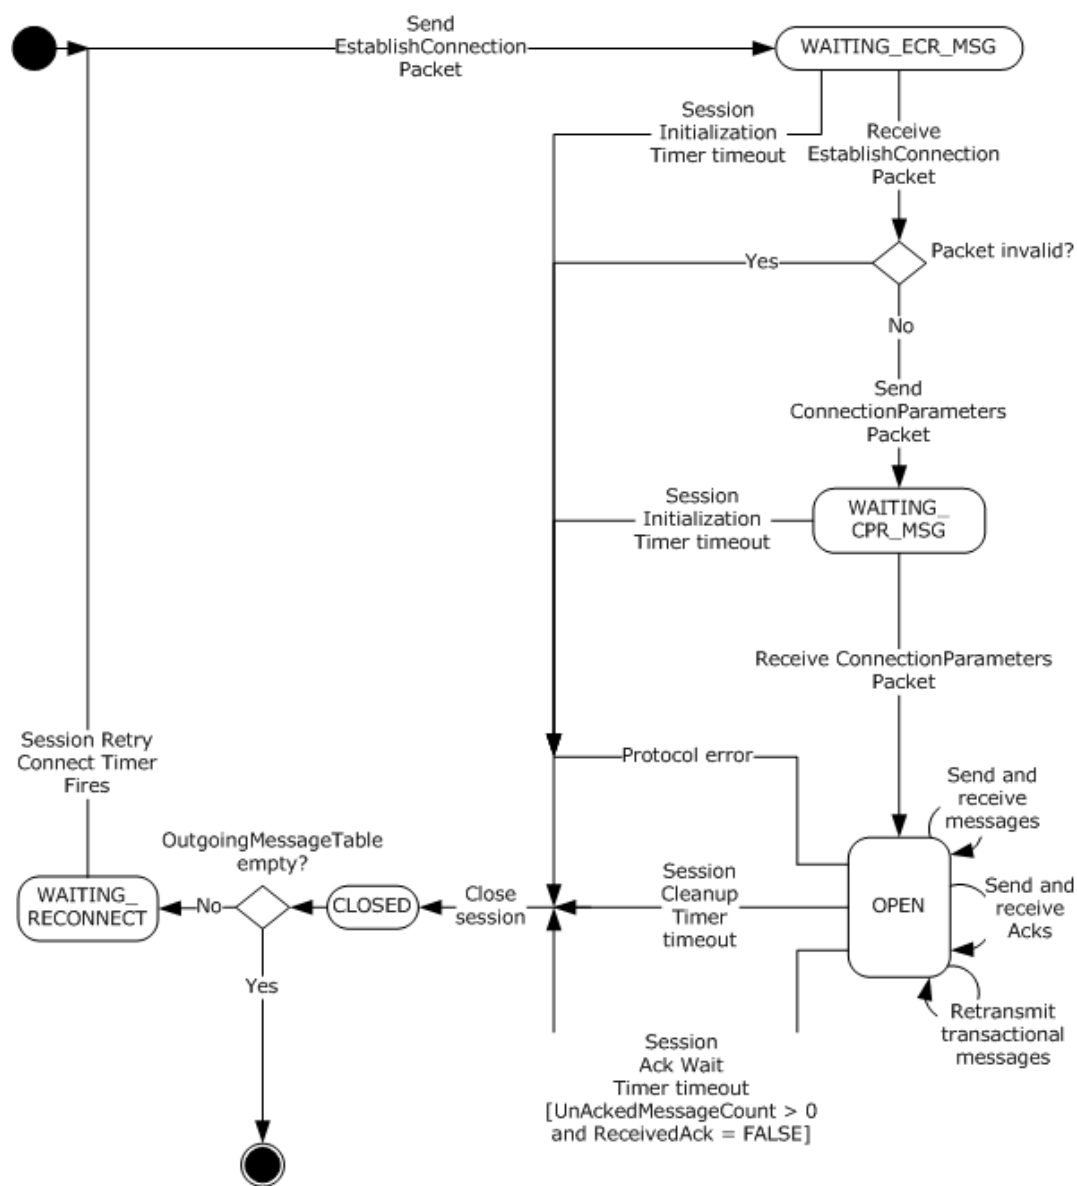 Send
EstablishConnection
Packet
WAITING_ECR_MSG
Session
Initialization
Timer timeout
Receive
EstablishConnection
Packet
Yes
Packet invalid?
No
Send
ConnectionParameters
Packet
Session
Initialization
Timer timeout
WAITING_
CPR_MSG
Receive ConnectionParameters
Packet
Session Retry
Connect Timer
Fires
Protocol error
Send and
receive
messages
OutgoingMessageTable
empty?
WAITING_
RECONNECT
No
CLOSED
Close
session
Session
Cleanup
Timer
timeout
OPEN
Send and
receive
Acks
Yes
Retransmit
transactional
messages
Session
Ack Wait
Timer timeout
[UnAckedMessageCount > 0
and ReceivedAck = FALSE]